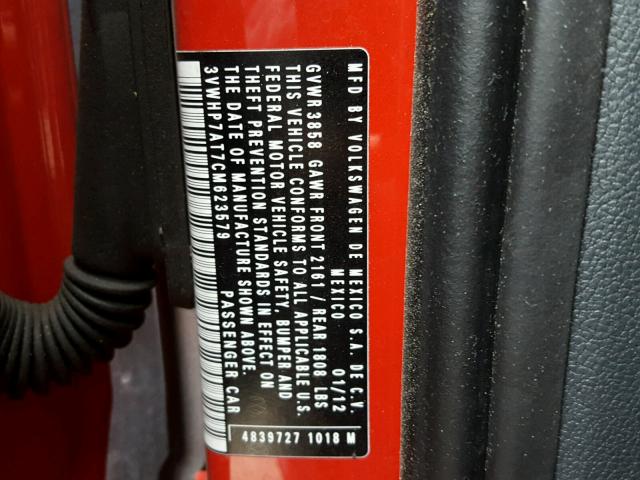 MFD BY VOLKSWAGEN DE MEXICO S.A. DE C.V.
MEXICO 01/12
GVWR3858 GAWR FRONT 2161 / REAR 1808 LBS
THIS VEHICLE CONFORMS TO ALL APPLICABLE U.S.
FEDERAL MOTOR VEHICLE SAFETY, BUMPER AND
THEFT PREVENTION STANDARDS IN EFFECT ON
THE DATE OF MANUFACTURE SHOWN ABOVE.
3VWHP7AT7CM623579 PASSENGER CAR
4839727 1018 M